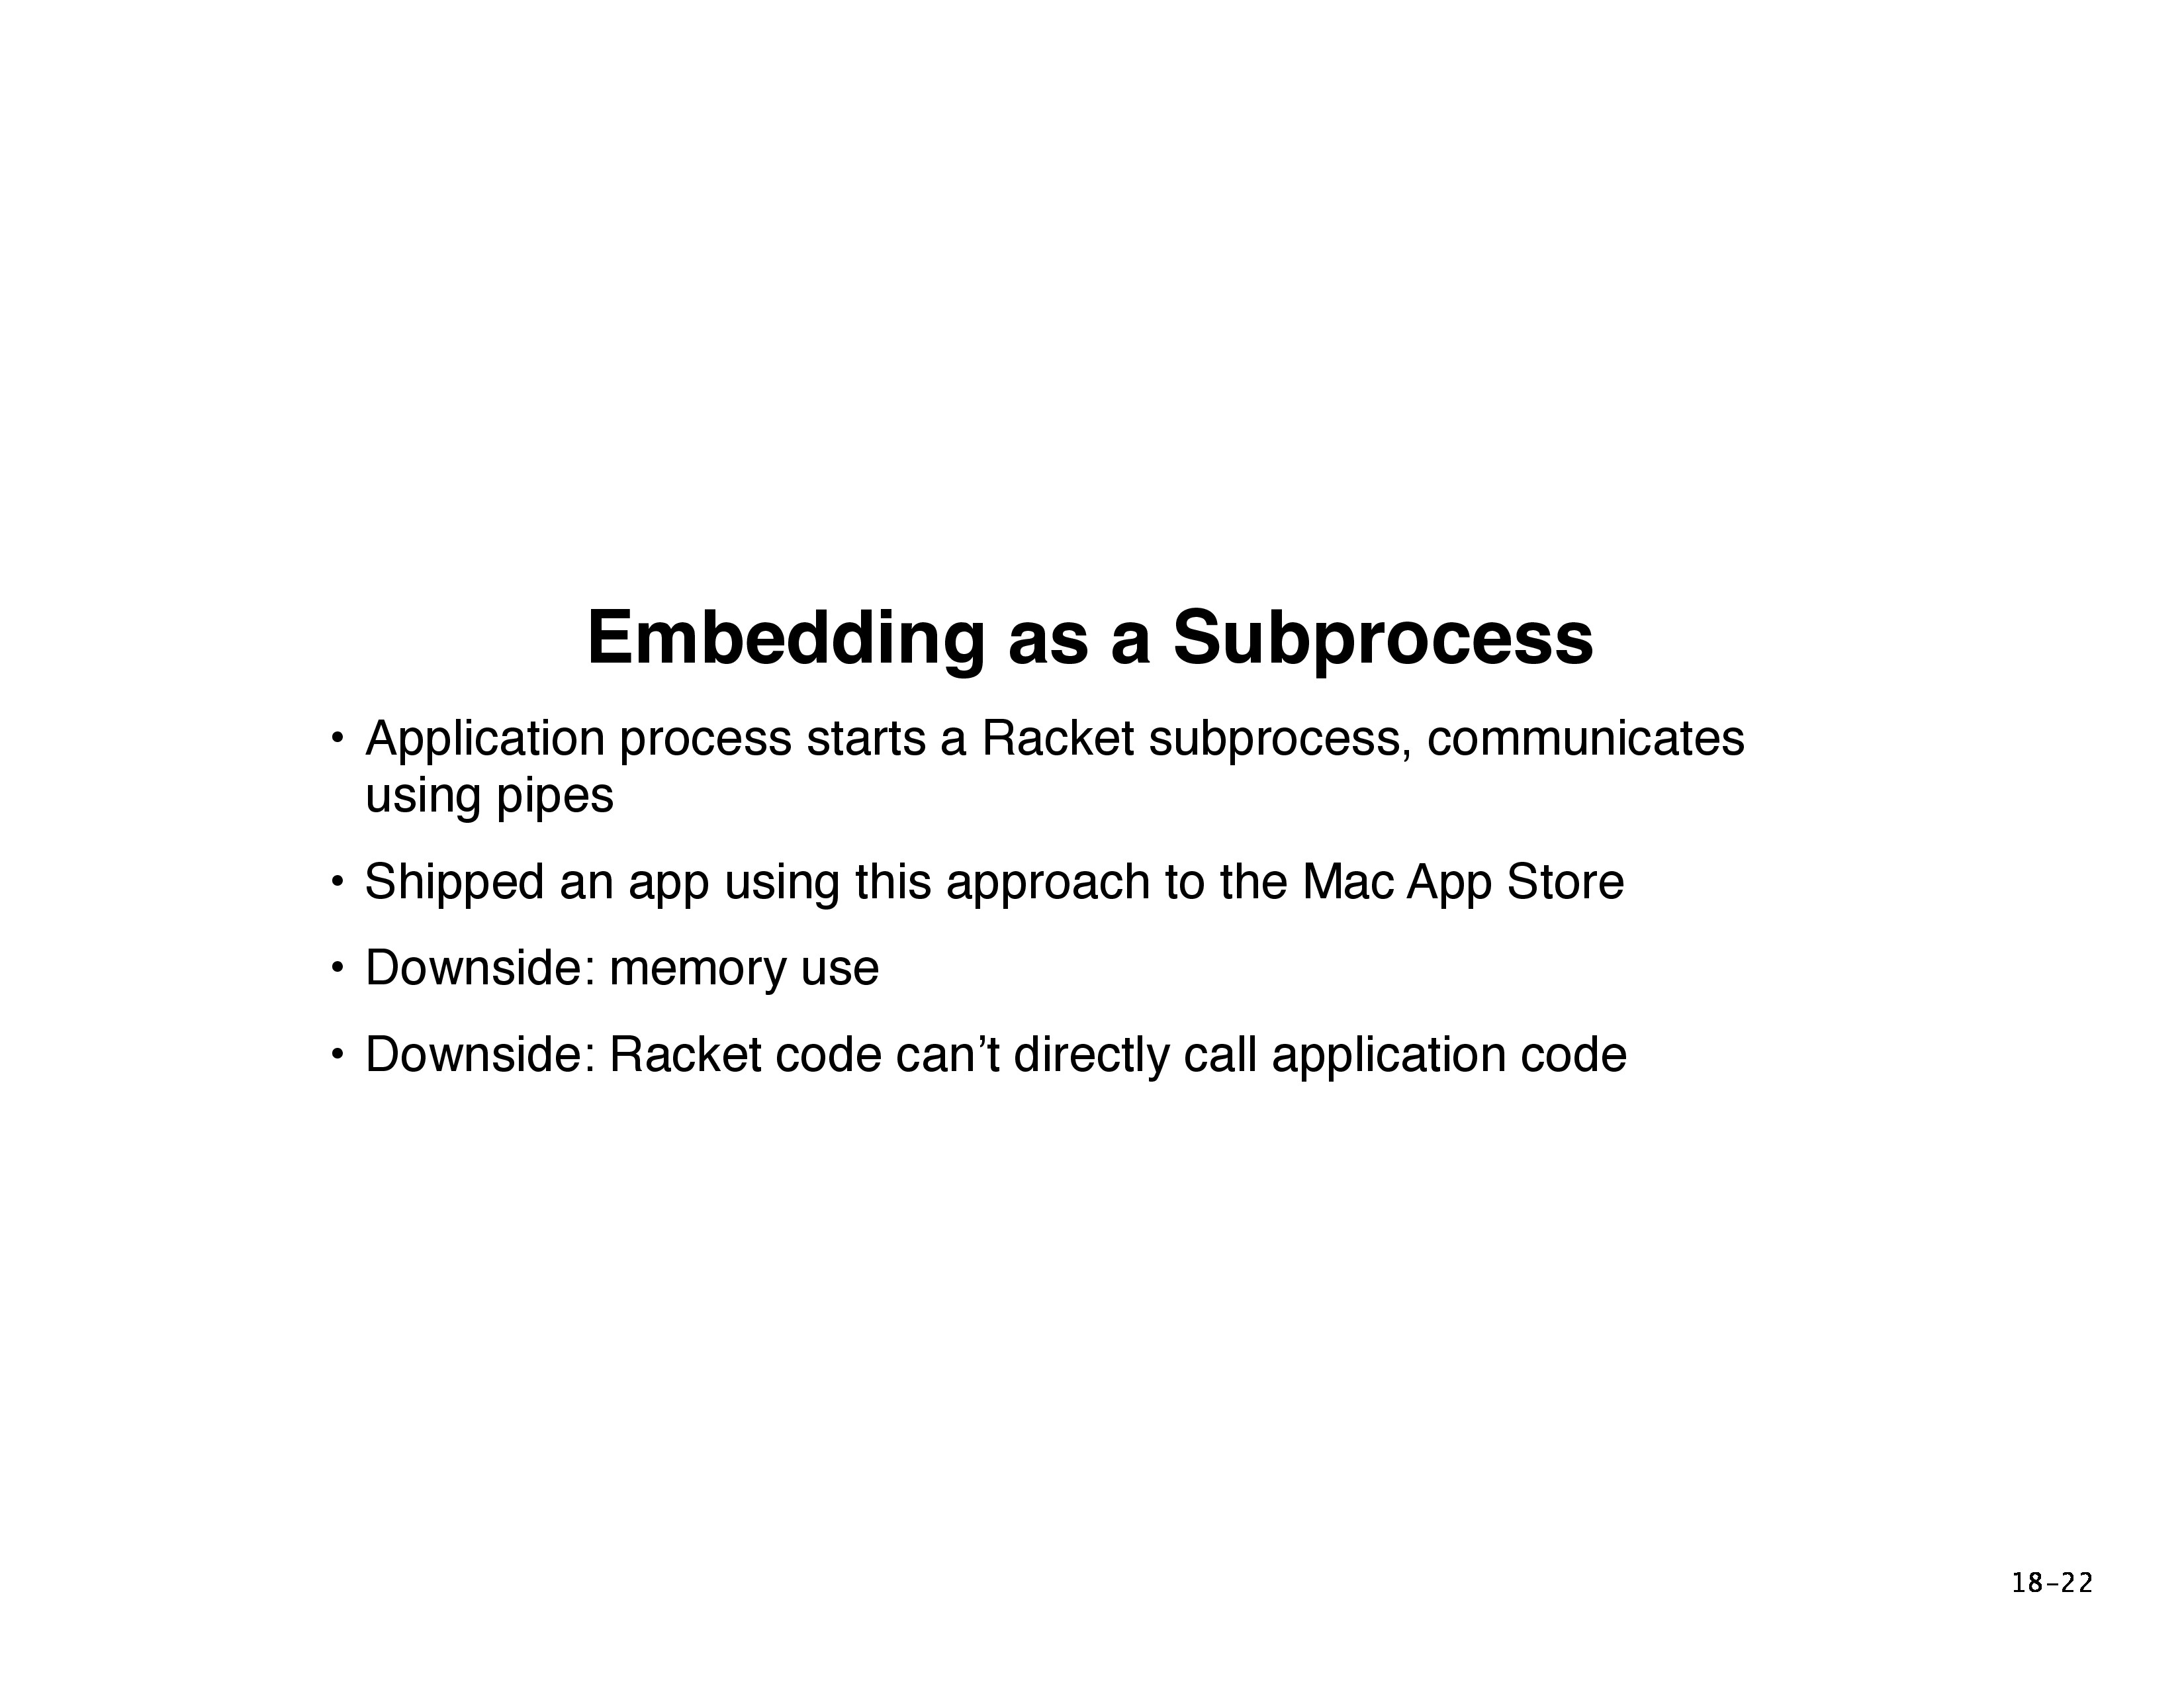 Embedding as a Subprocess
• Application process starts a Racket subprocess, communicates
using pipes
• Shipped an app using this approach to the Mac App Store
• Downside: memory use
• Downside: Racket code can’t directly call application code
18–22